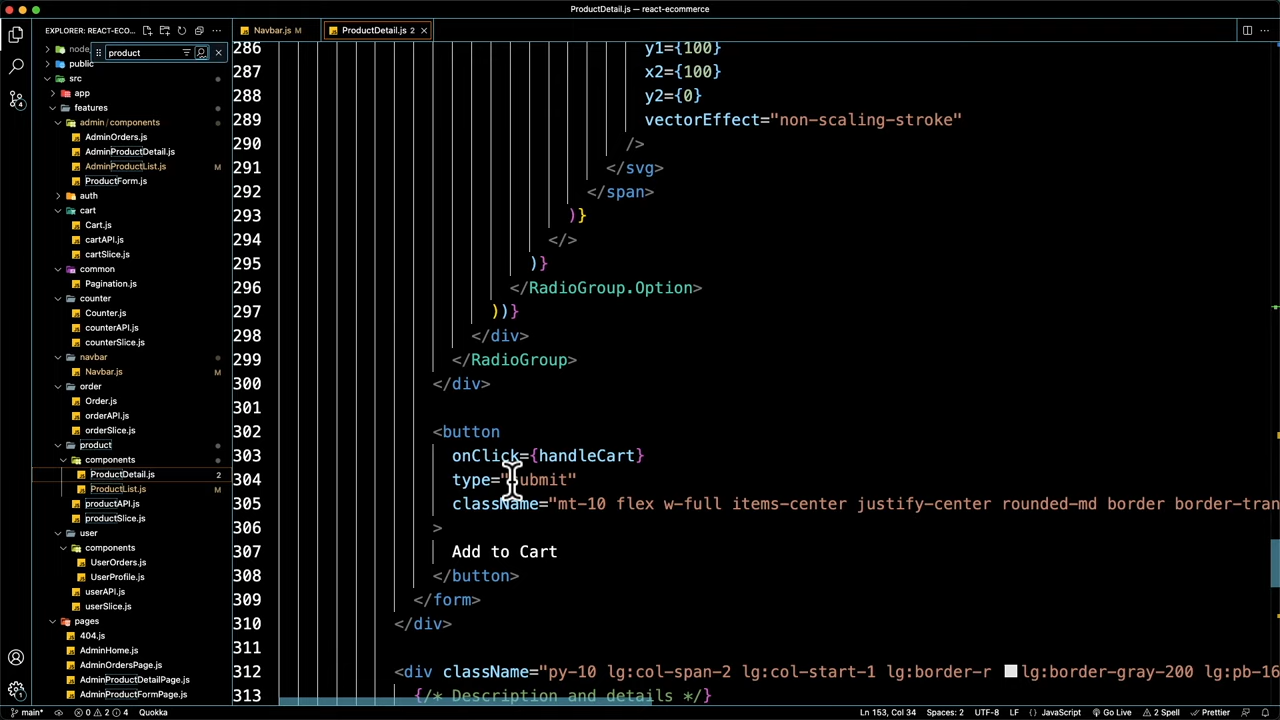 ProductDetail.js — react-ecommerce
EXPLORER: REACT-ECO...
Navbar.js M
ProductDetail.js 2
node
product
public
src
app
features
admin / components
AdminOrders.js
AdminProductDetail.js
AdminProductList.js M
ProductForm.js
auth
cart
Cart.js
cartAPI.js
cartSlice.js
common
Pagination.js
counter
Counter.js
counterAPI.js
counterSlice.js
navbar
Navbar.js M
order
Order.js
orderAPI.js
orderSlice.js
product
components
ProductDetail.js 2
ProductList.js M
productAPI.js
productSlice.js
user
components
UserOrders.js
UserProfile.js
userAPI.js
userSlice.js
pages
404.js
AdminHome.js
AdminOrdersPage.js
AdminProductDetailPage.js
AdminProductFormPage.js
286 y1={100}
287 x2={100}
288 y2={0}
289 vectorEffect="non-scaling-stroke"
290 />
291 </svg>
292 </span>
293 )}
294 </>
295 )}
296 </RadioGroup.Option>
297 ))}
298 </div>
299 </RadioGroup>
300 </div>
301
302 <button
303 onClick={handleCart}
304 type="submit"
305 className="mt-10 flex w-full items-center justify-center rounded-md border border-tran
306 >
307 Add to Cart
308 </button>
309 </form>
310 </div>
311
312 <div className="py-10 lg:col-span-2 lg:col-start-1 lg:border-r lg:border-gray-200 lg:pb-16
313 {/* Description and details */}
main* 0 2 4 Quokka Ln 153, Col 34 Spaces: 2 UTF-8 LF {} JavaScript Go Live 2 Spell Prettier